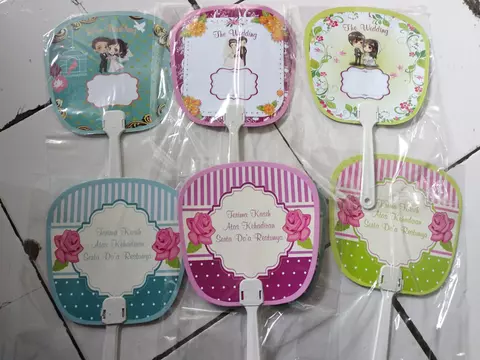 The Wedding
The Wedding
The Wedding
Terima Kasih
Atas Kehadiran
Serta Do'a Restunya
Terima Kasih
Atas Kehadiran
Serta Do'a Restunya
Terima Kasih
Atas Kehadiran
Serta Do'a Restunya